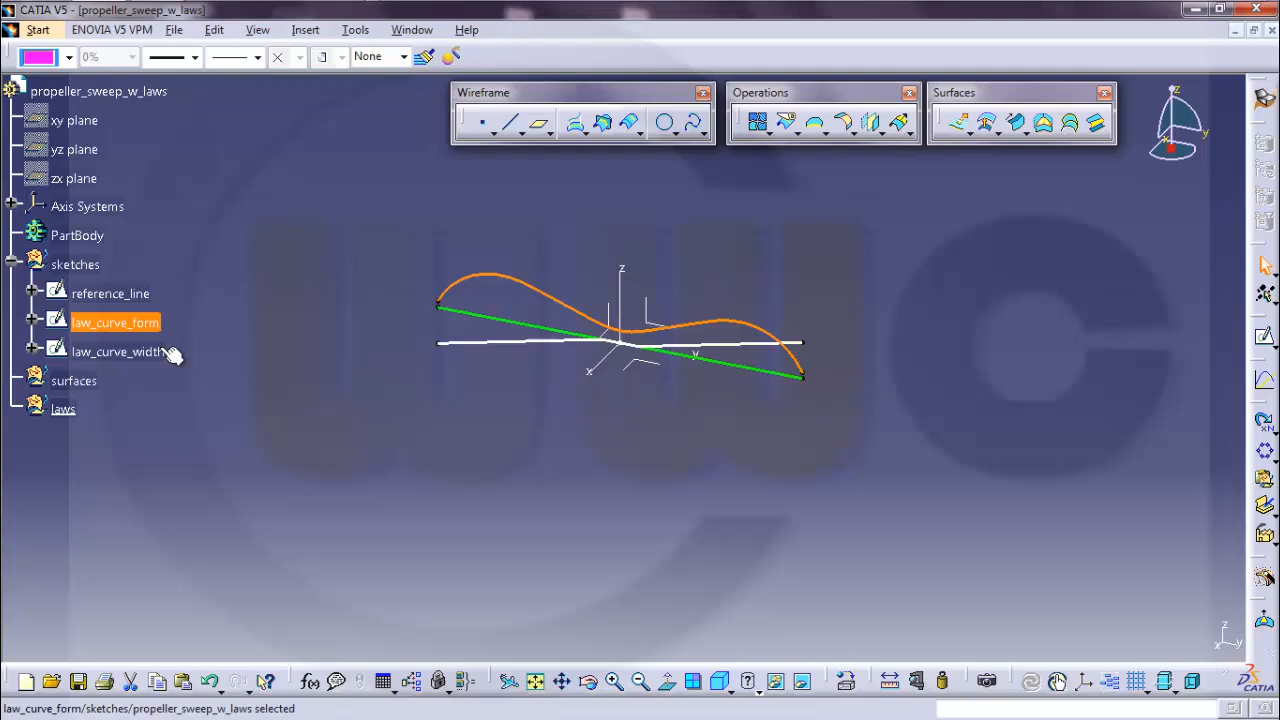 CATIA V5 - [propeller_sweep_w_laws]
Start ENOVIA V5 VPM File Edit View Insert Tools Window Help
0% None
propeller_sweep_w_laws
xy plane
yz plane
zx plane
Axis Systems
PartBody
sketches
reference_line
law_curve_form
law_curve_width
surfaces
laws
Wireframe
Operations
Surfaces
z
y
z
x
y
z
x y
f(x)
CATIA
law_curve_form/sketches/propeller_sweep_w_laws selected